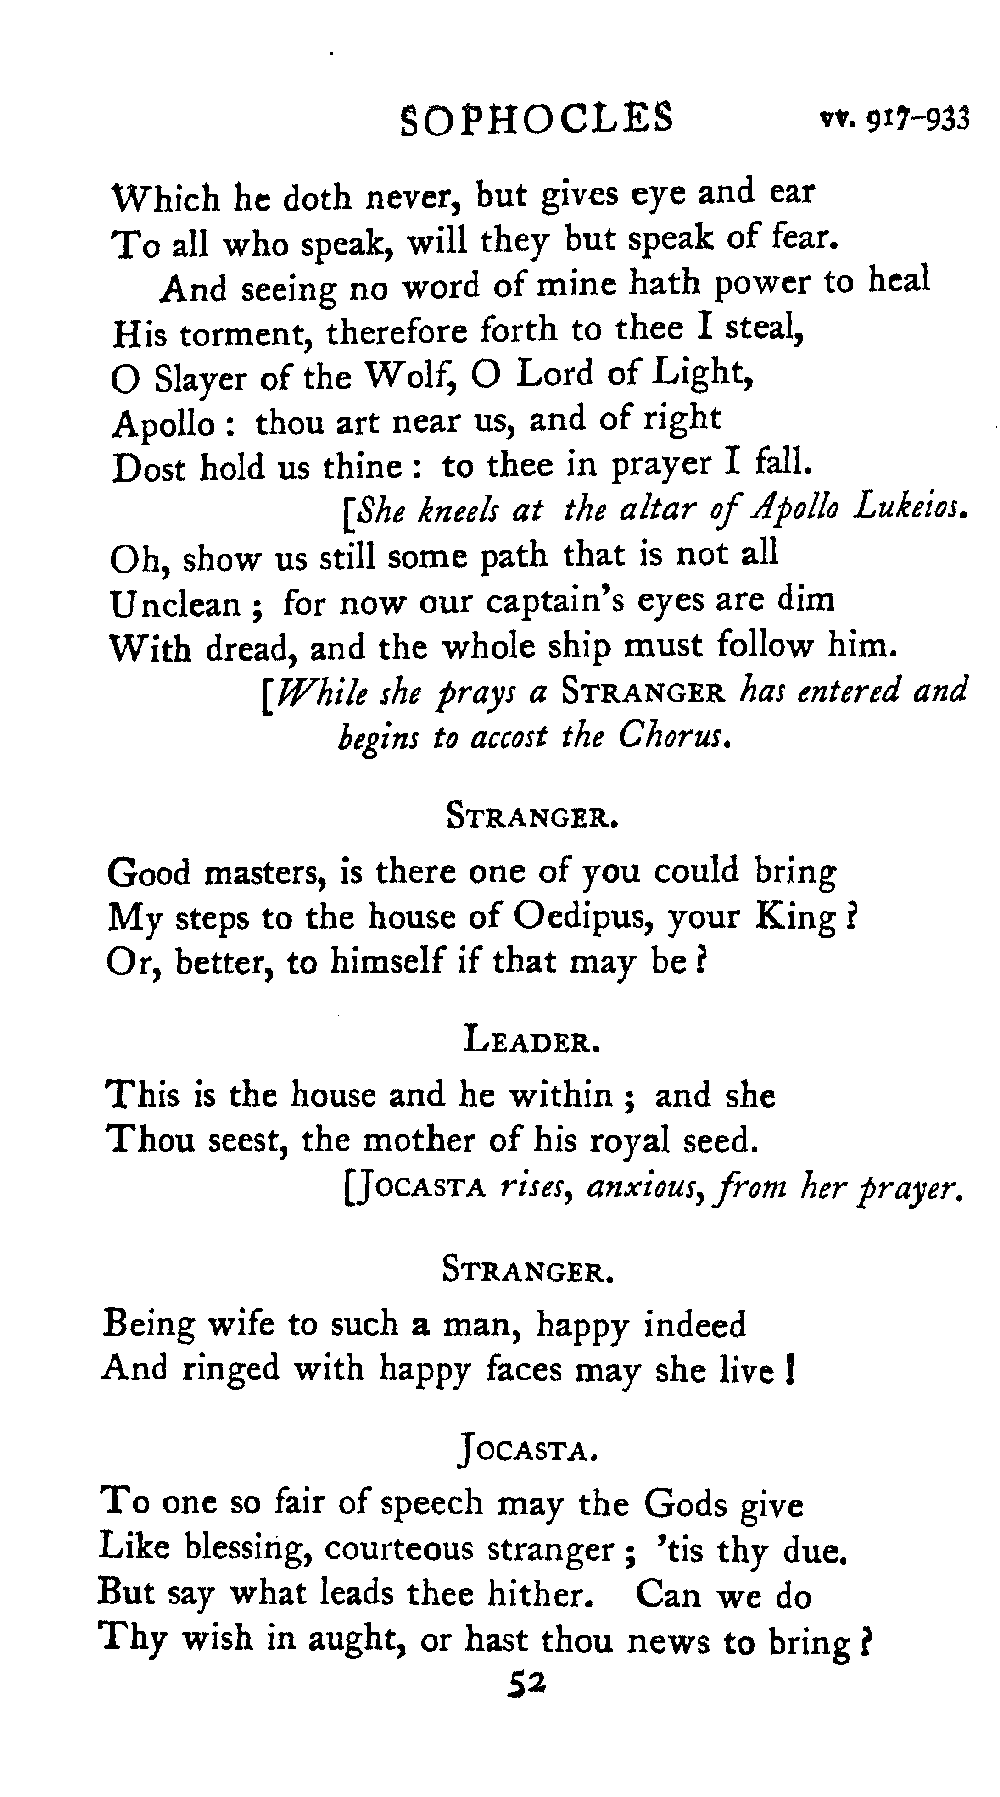 SOPHOCLES vv. 917-933
Which he doth never, but gives eye and ear
To all who speak, will they but speak of fear.
And seeing no word of mine hath power to heal
His torment, therefore forth to thee I steal,
O Slayer of the Wolf, O Lord of Light,
Apollo : thou art near us, and of right
Dost hold us thine : to thee in prayer I fall.
[She kneels at the altar of Apollo Lukeios.
Oh, show us still some path that is not all
Unclean ; for now our captain's eyes are dim
With dread, and the whole ship must follow him.
[While she prays a STRANGER has entered and
begins to accost the Chorus.
STRANGER.
Good masters, is there one of you could bring
My steps to the house of Oedipus, your King ?
Or, better, to himself if that may be ?
LEADER.
This is the house and he within ; and she
Thou seest, the mother of his royal seed.
[JOCASTA rises, anxious, from her prayer.
STRANGER.
Being wife to such a man, happy indeed
And ringed with happy faces may she live !
JOCASTA.
To one so fair of speech may the Gods give
Like blessing, courteous stranger ; 'tis thy due.
But say what leads thee hither. Can we do
Thy wish in aught, or hast thou news to bring ?
52